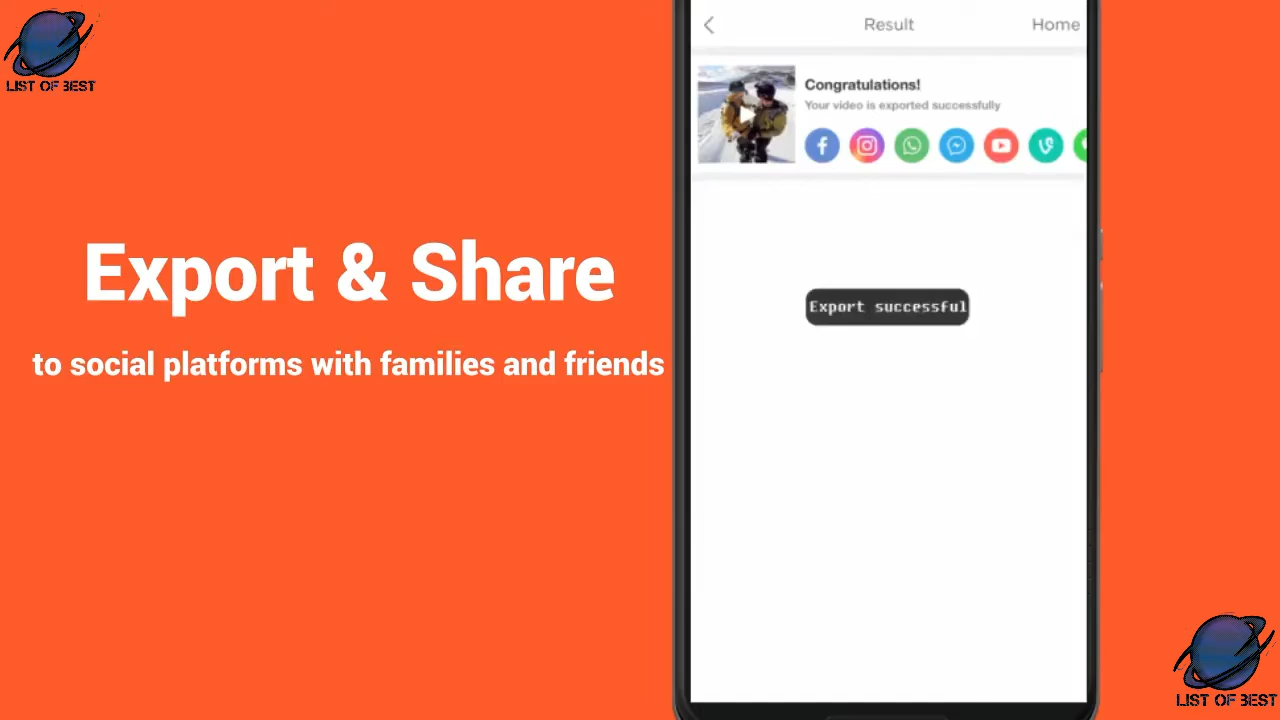 LIST OF BEST
Result
Home
Congratulations!
Your video is exported successfully
Export & Share
to social platforms with families and friends
Export successful
LIST OF BEST